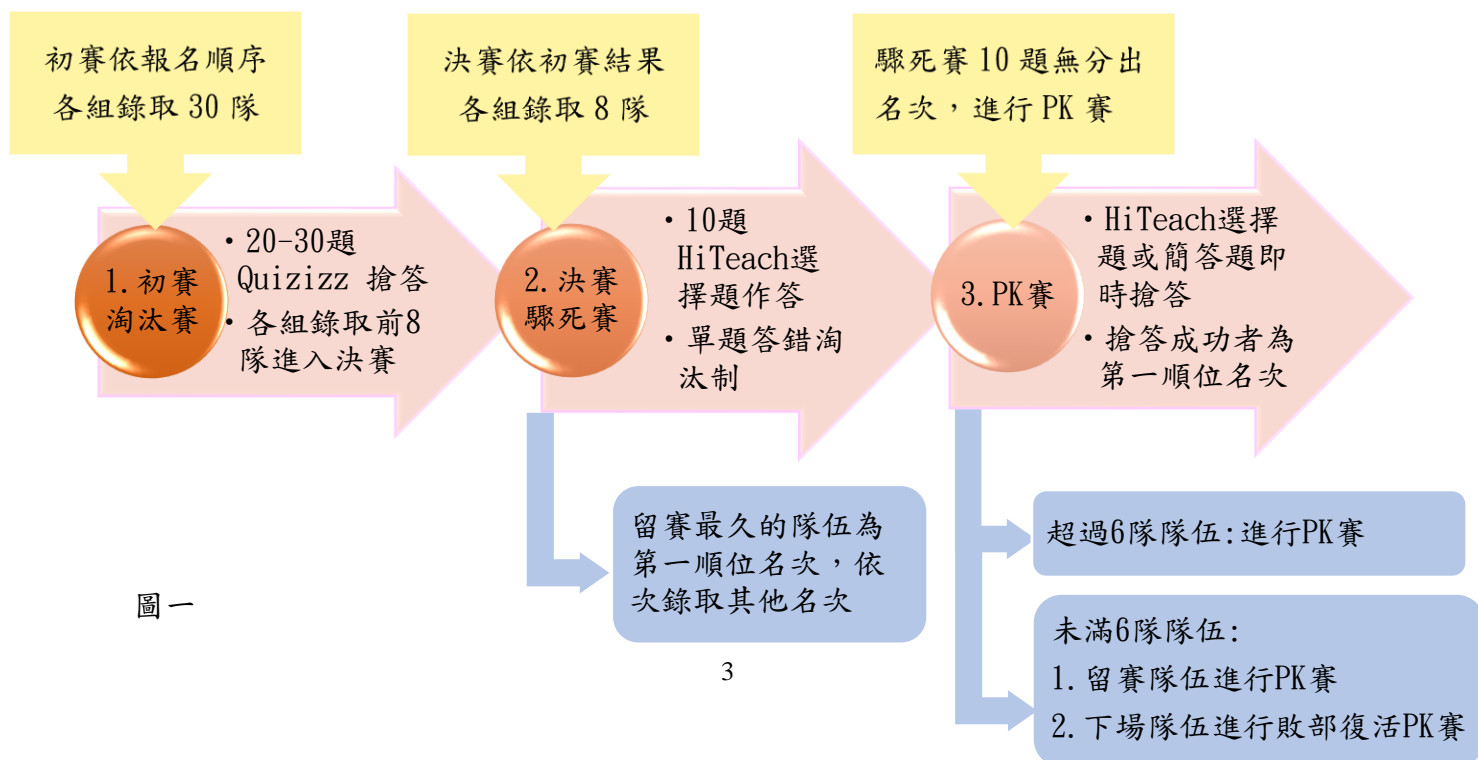 初賽依報名順序
各組錄取 30 隊
決賽依初賽結果
各組錄取 8 隊
驟死賽 10 題無分出
名次，進行 PK 賽
1.初賽
淘汰賽
・20-30題
Quizizz 搶答
・各組錄取前8
隊進入決賽
2.決賽
驟死賽
・10題
HiTeach選
擇題作答
・單題答錯淘
汰制
3.PK賽
・HiTeach選擇
題或簡答題即
時搶答
・搶答成功者為
第一順位名次
留賽最久的隊伍為
第一順位名次，依
次錄取其他名次
超過6隊隊伍:進行PK賽
未滿6隊隊伍:
1.留賽隊伍進行PK賽
2.下場隊伍進行敗部復活PK賽
圖一
3